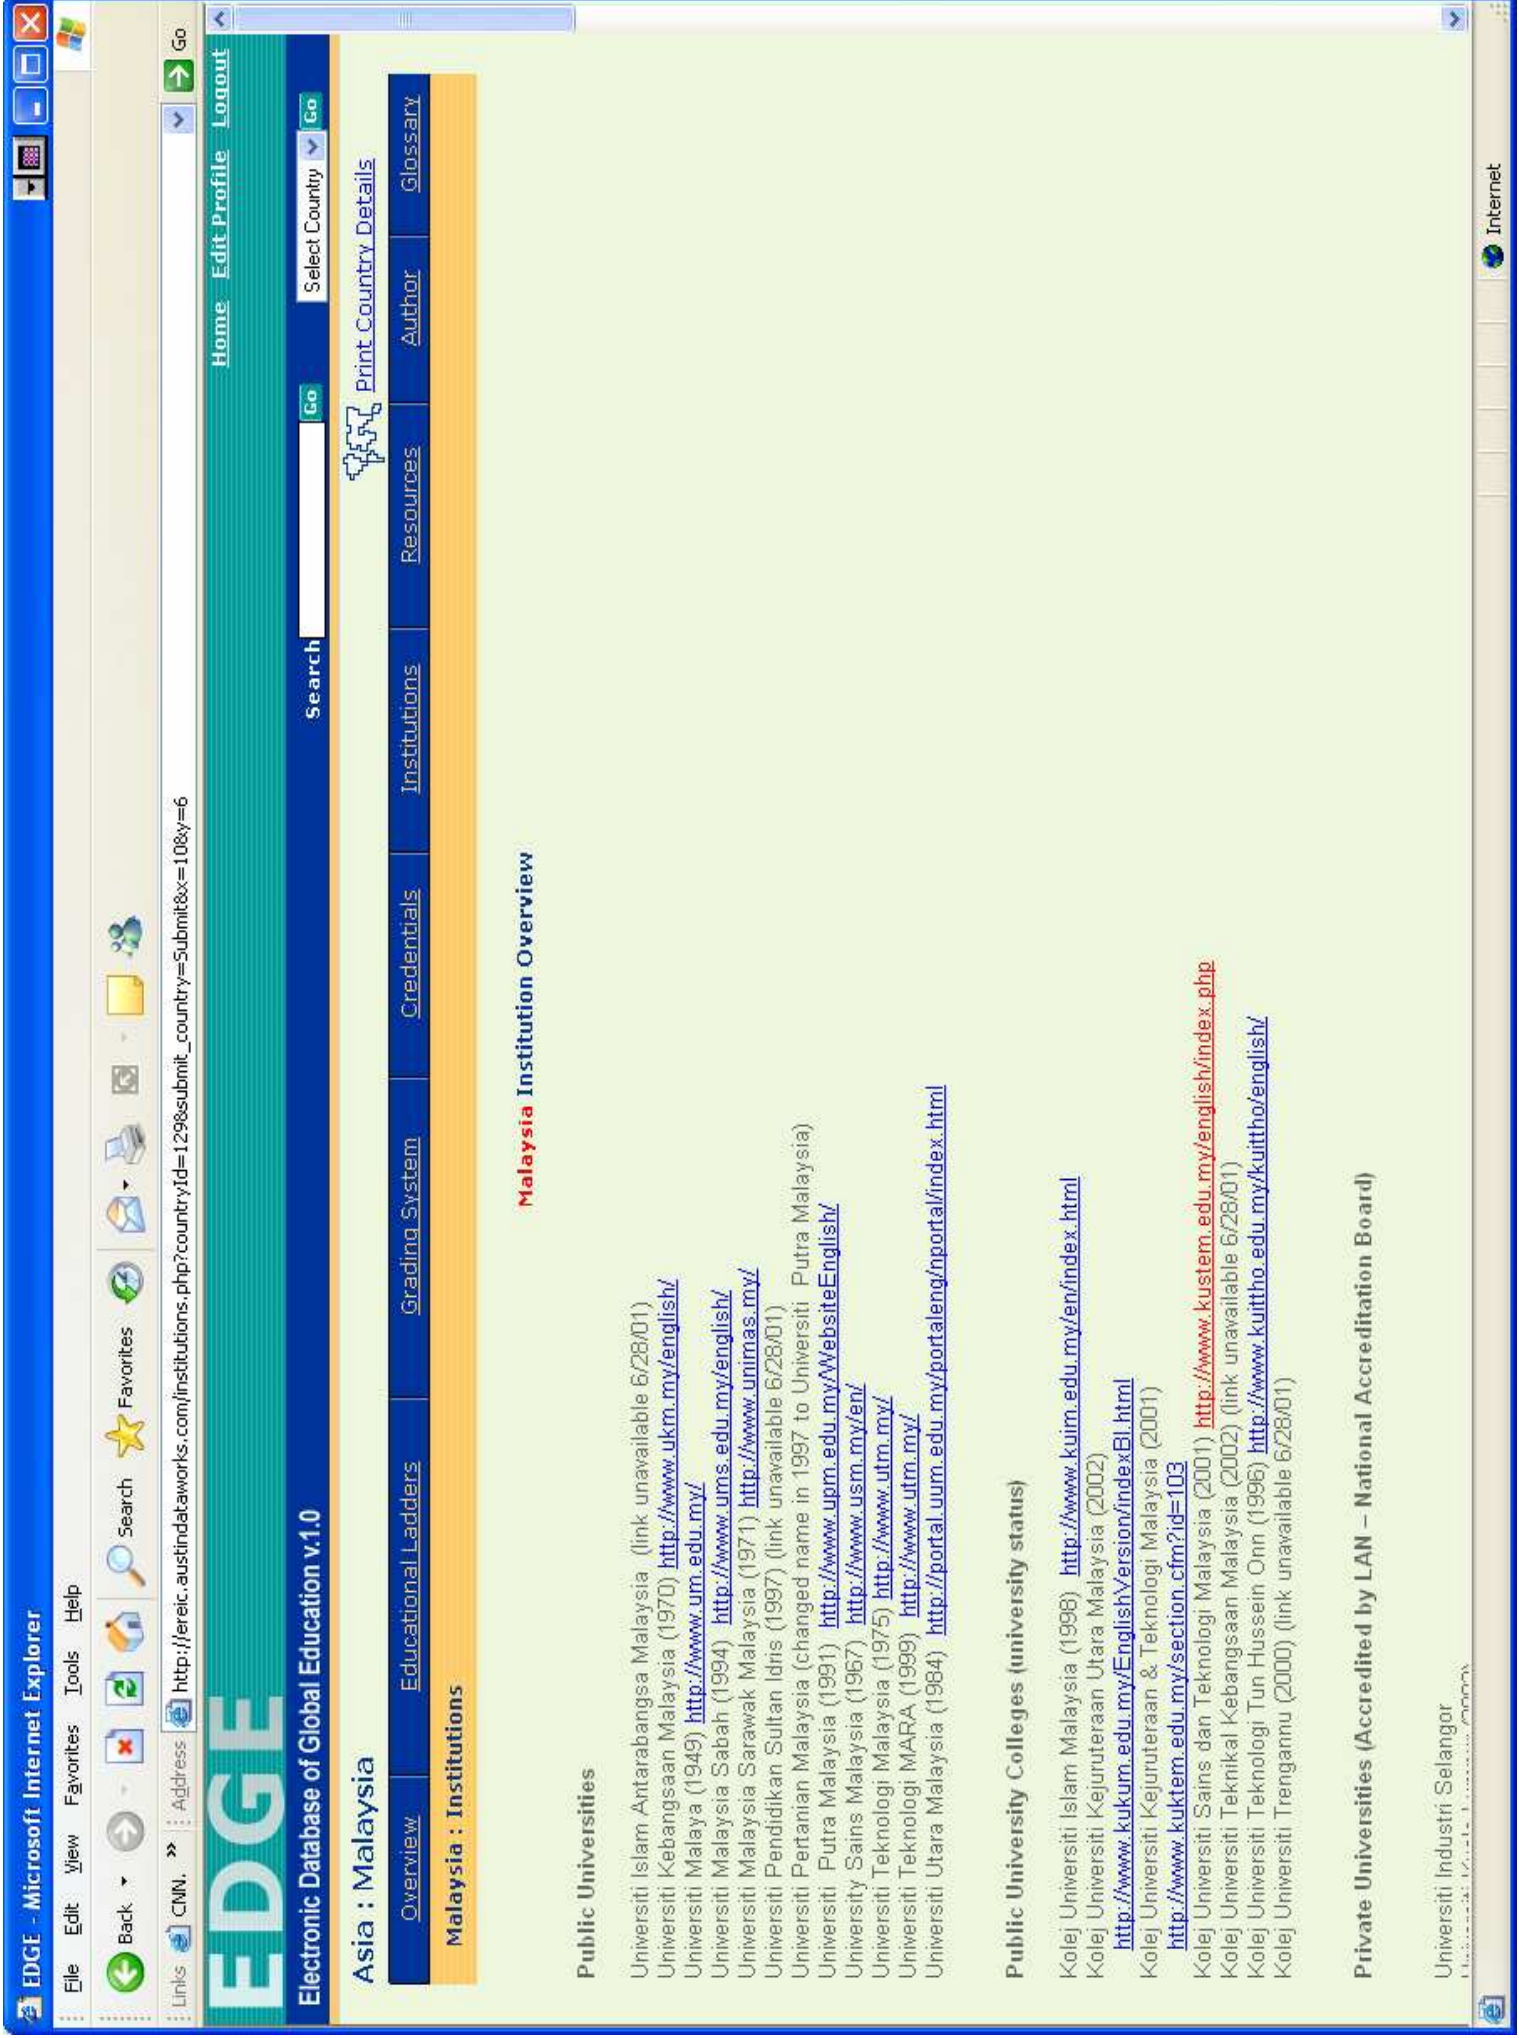 EDGE - Microsoft Internet Explorer
File Edit View Favorites Tools Help
Back Search Favorites
Links CNN. » Address http://ereic.austindataworks.com/institutions.php?countryId=129&submit_country=Submit&x=10&y=6 Go
EDGE Home Edit Profile Logout
Electronic Database of Global Education v.1.0 Search Go Select Country Go
Asia : Malaysia Print Country Details
Overview Educational Ladders Grading System Credentials Institutions Resources Author Glossary
Malaysia : Institutions
Malaysia Institution Overview
Public Universities
Universiti Islam Antarabangsa Malaysia (link unavailable 6/28/01)
Universiti Kebangsaan Malaysia (1970) http://www.ukm.my/english/
Universiti Malaya (1949) http://www.um.edu.my/
Universiti Malaysia Sabah (1994) http://www.ums.edu.my/english/
Universiti Malaysia Sarawak Malaysia (1971) http://www.unimas.my/
Universiti Pendidikan Sultan Idris (1997) (link unavailable 6/28/01)
Universiti Pertanian Malaysia (changed name in 1997 to Universiti Putra Malaysia)
Universiti Putra Malaysia (1991) http://www.upm.edu.my/WebsiteEnglish/
University Sains Malaysia (1967) http://www.usm.my/en/
Universiti Teknologi Malaysia (1975) http://www.utm.my/
Universiti Teknologi MARA (1999) http://www.utm.my/
Universiti Utara Malaysia (1984) http://portal.uum.edu.my/portaleng/nportal/index.html
Public University Colleges (university status)
Kolej Universiti Islam Malaysia (1998) http://www.kuim.edu.my/en/index.html
Kolej Universiti Kejuruteraan Utara Malaysia (2002)
http://www.kukum.edu.my/EnglishVersion/indexBI.html
Kolej Universiti Kejuruteraan & Teknologi Malaysia (2001)
http://www.kuktem.edu.my/section.cfm?id=103
Kolej Universiti Sains dan Teknologi Malaysia (2001) http://www.kustem.edu.my/english/index.php
Kolej Universiti Teknikal Kebangsaan Malaysia (2002) (link unavailable 6/28/01)
Kolej Universiti Teknologi Tun Hussein Onn (1996) http://www.kuittho.edu.my/kuittho/english/
Kolej Universiti Trengannu (2000) (link unavailable 6/28/01)
Private Universities (Accredited by LAN – National Accreditation Board)
Universiti Industri Selangor
Internet